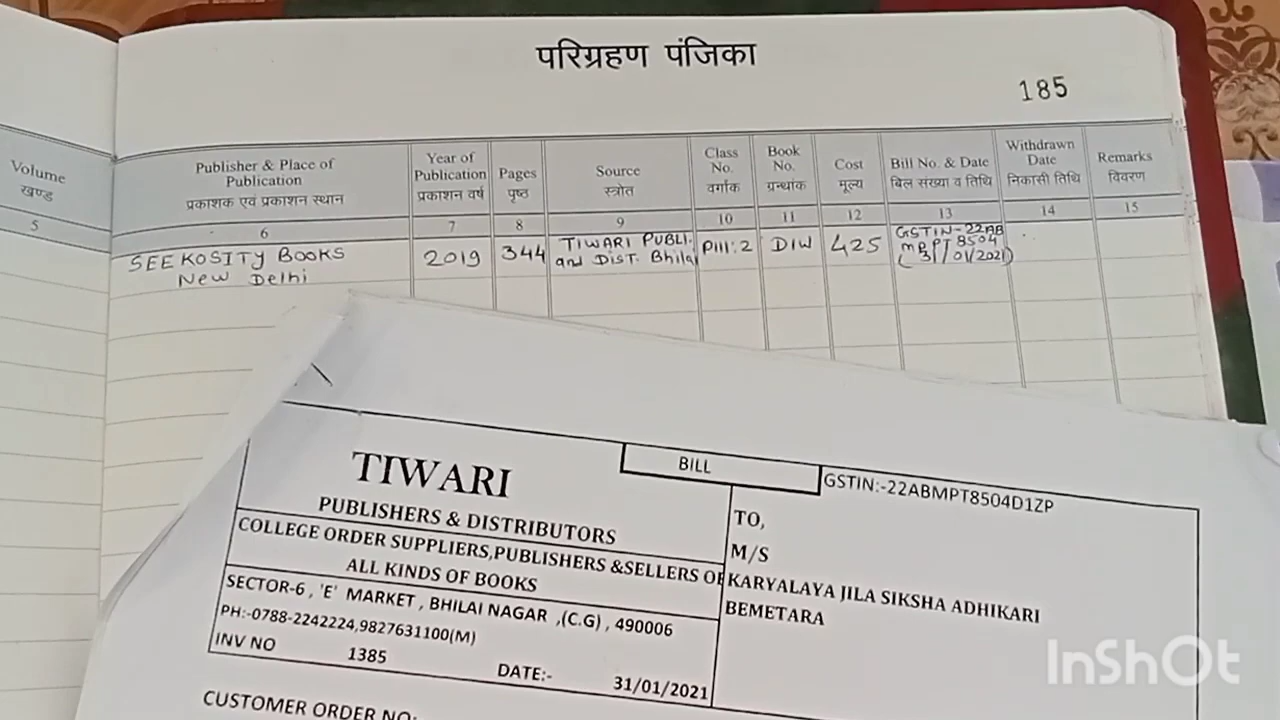 परिग्रहण पंजिका
185
Volume
खण्ड
Publisher & Place of
Publication
प्रकाशक एवं प्रकाशन स्थान
Year of
Publication
प्रकाशन वर्ष
Pages
पृष्ठ
Source
स्त्रोत
Class
No.
वर्गांक
Book
No.
ग्रन्थांक
Cost
मूल्य
Bill No. & Date
बिल संख्या व तिथि
Withdrawn
Date
निकासी तिथि
Remarks
विवरण
5 6 7 8 9 10 11 12 13 14 15
SEEKOSITY BOOKS
New Delhi
2019
344
TIWARI PUBLI.
and DIST. Bhilai
PIII:2
DIW
425
GSTIN-22AB
MPT 8504
(31/01/2021)
BILL
GSTIN:-22ABMPT8504D1ZP
TIWARI
PUBLISHERS & DISTRIBUTORS
COLLEGE ORDER SUPPLIERS,PUBLISHERS &SELLERS OF
ALL KINDS OF BOOKS
SECTOR-6 , 'E' MARKET , BHILAI NAGAR ,(C.G) , 490006
PH:-0788-2242224,9827631100(M)
INV NO 1385 DATE:- 31/01/2021
TO,
M/S
KARYALAYA JILA SIKSHA ADHIKARI
BEMETARA
CUSTOMER ORDER NO:
InShOt